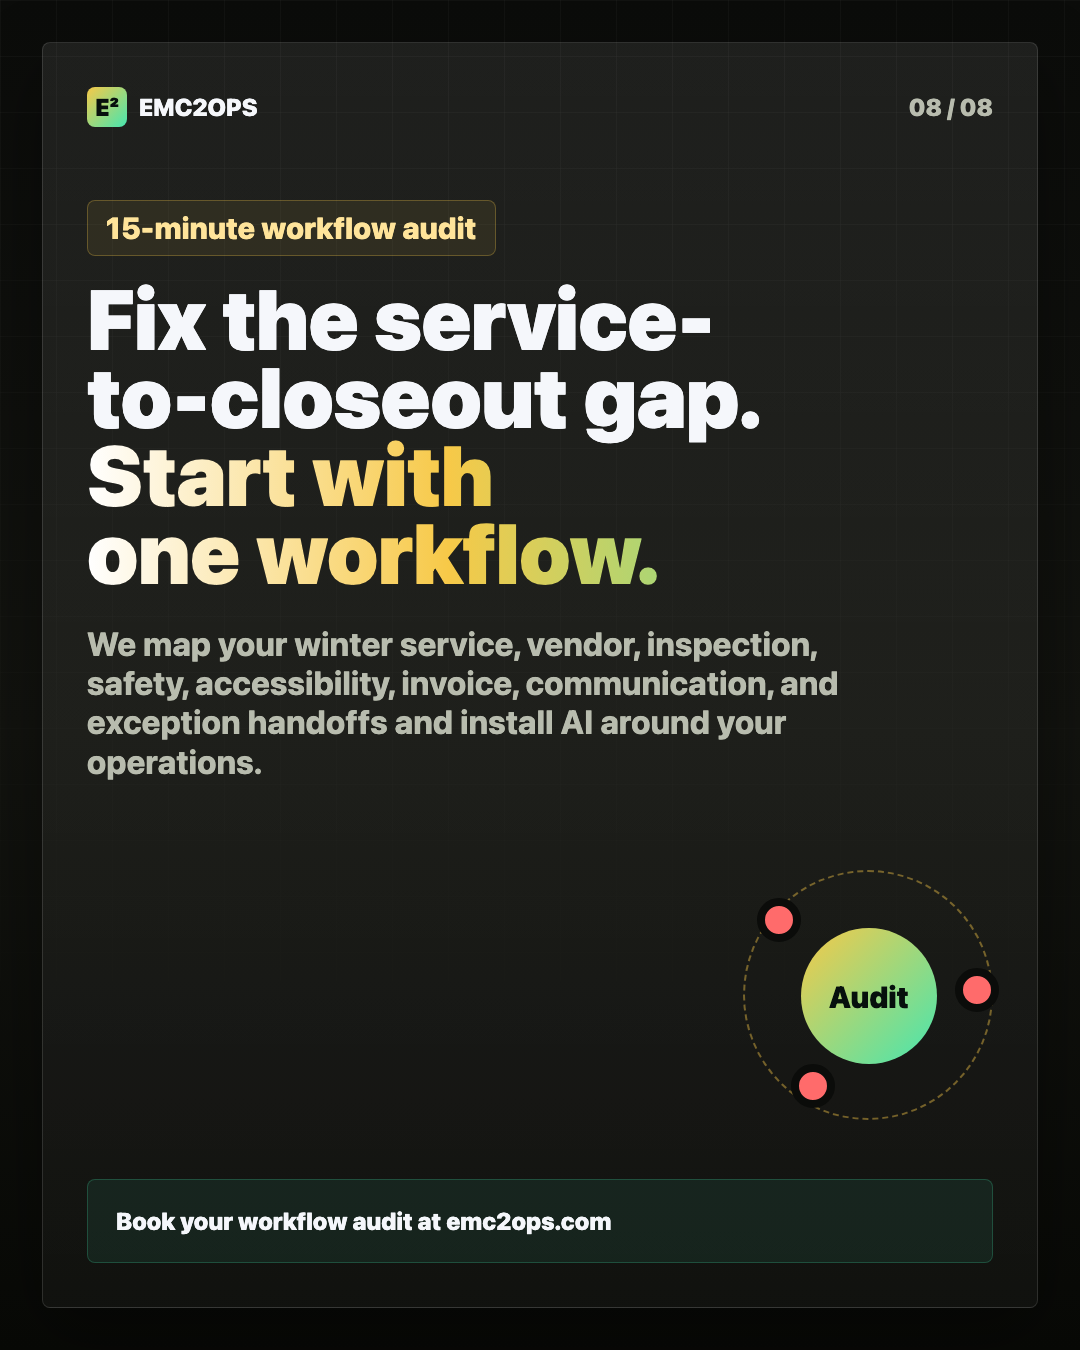 E² EMC2OPS
08 / 08
15-minute workflow audit
Fix the service-
to-closeout gap.
Start with
one workflow.
We map your winter service, vendor, inspection,
safety, accessibility, invoice, communication, and
exception handoffs and install AI around your
operations.
Audit
Book your workflow audit at emc2ops.com